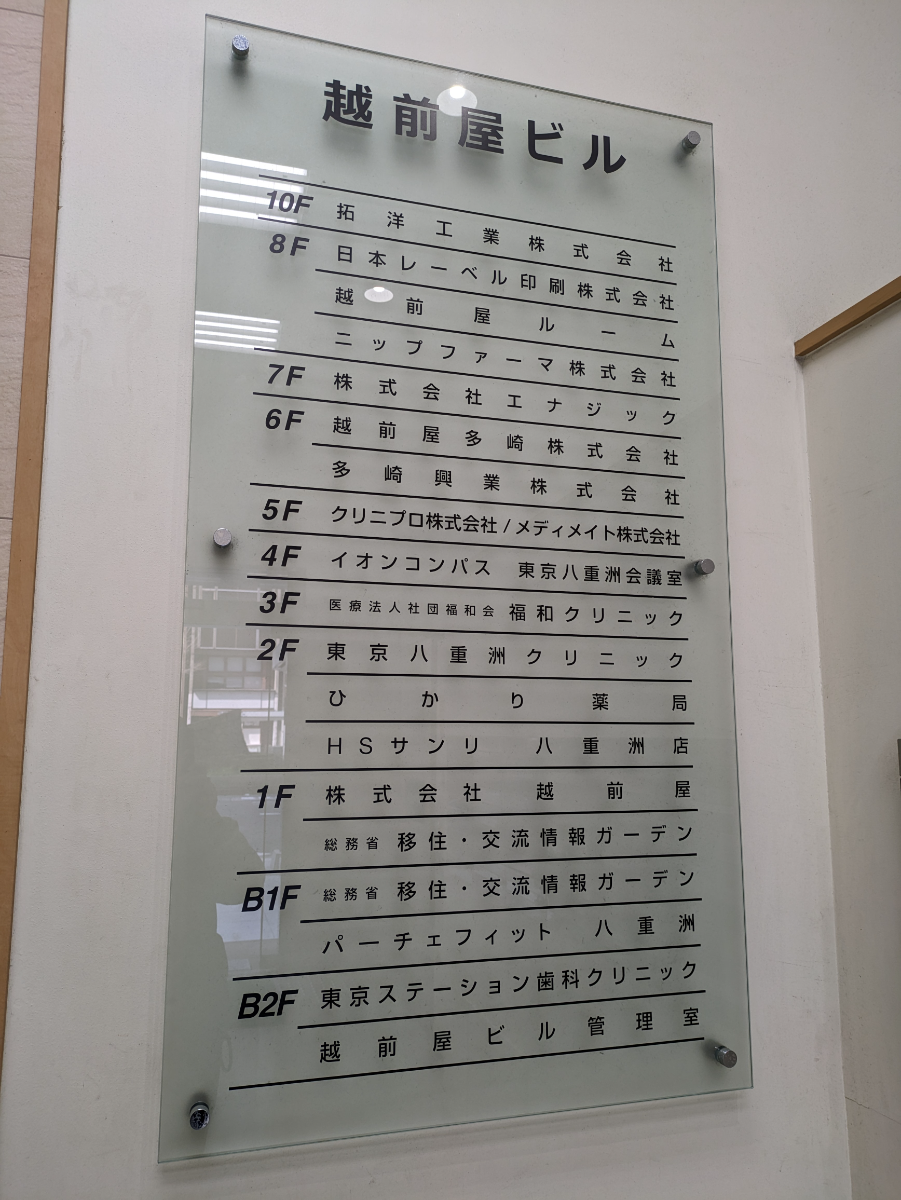 越前屋ビル
10F 拓洋工業株式会社
8F 日本レーベル印刷株式会社
越前屋ルーム
ニップファーマ株式会社
7F 株式会社エナジック
6F 越前屋多崎株式会社
多崎興業株式会社
5F クリニプロ株式会社/メディメイト株式会社
4F イオンコンパス 東京八重洲会議室
3F 医療法人社団福和会 福和クリニック
2F 東京八重洲クリニック
ひかり薬局
HSサンリ 八重洲店
1F 株式会社越前屋
総務省 移住・交流情報ガーデン
B1F 総務省 移住・交流情報ガーデン
パーチェフィット 八重洲
B2F 東京ステーション歯科クリニック
越前屋ビル管理室